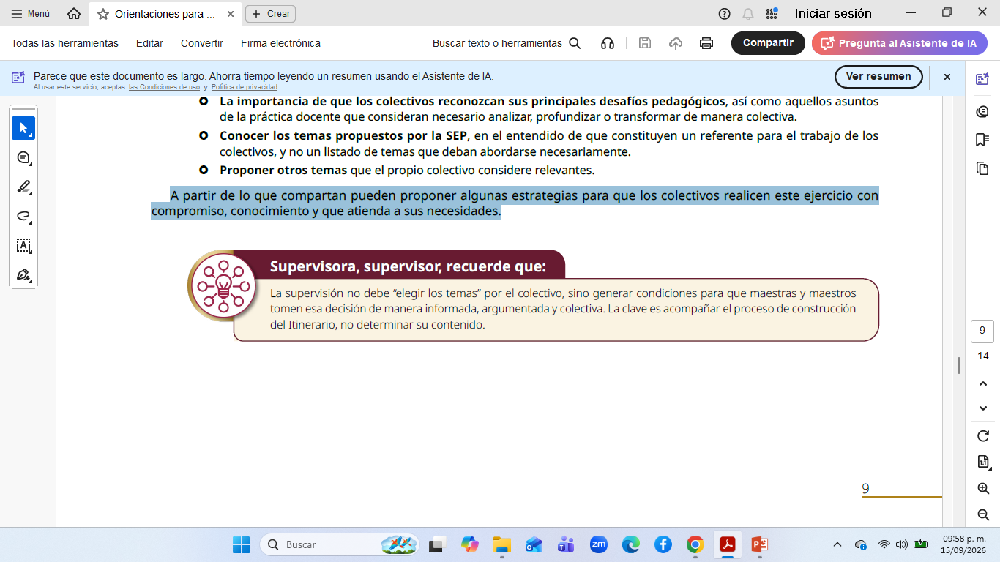 Menú
Orientaciones para ...
Crear
Iniciar sesión
Todas las herramientas
Editar
Convertir
Firma electrónica
Buscar texto o herramientas
Compartir
Pregunta al Asistente de IA
Parece que este documento es largo. Ahorra tiempo leyendo un resumen usando el Asistente de IA.
Al usar este servicio, aceptas las Condiciones de uso y Política de privacidad
Ver resumen
La importancia de que los colectivos reconozcan sus principales desafíos pedagógicos, así como aquellos asuntos
de la práctica docente que consideran necesario analizar, profundizar o transformar de manera colectiva.
Conocer los temas propuestos por la SEP, en el entendido de que constituyen un referente para el trabajo de los
colectivos, y no un listado de temas que deban abordarse necesariamente.
Proponer otros temas que el propio colectivo considere relevantes.
A partir de lo que compartan pueden proponer algunas estrategias para que los colectivos realicen este ejercicio con
compromiso, conocimiento y que atienda a sus necesidades.
Supervisora, supervisor, recuerde que:
La supervisión no debe “elegir los temas” por el colectivo, sino generar condiciones para que maestras y maestros
tomen esa decisión de manera informada, argumentada y colectiva. La clave es acompañar el proceso de construcción
del Itinerario, no determinar su contenido.
9
14
1:1
9
Buscar
zm
09:58 p. m.
15/09/2026